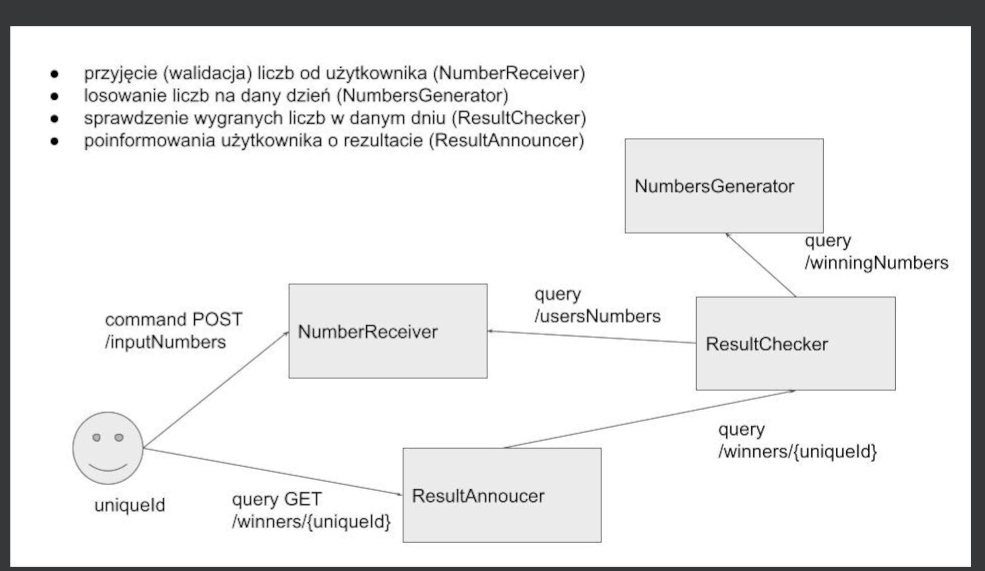 ● przyjęcie (walidacja) liczb od użytkownika (NumberReceiver)
● losowanie liczb na dany dzień (NumbersGenerator)
● sprawdzenie wygranych liczb w danym dniu (ResultChecker)
● poinformowania użytkownika o rezultacie (ResultAnnouncer)
NumbersGenerator
query
/winningNumbers
query
/usersNumbers
command POST
/inputNumbers
NumberReceiver
ResultChecker
query
/winners/{uniqueId}
uniqueId
query GET
/winners/{uniqueId}
ResultAnnoucer